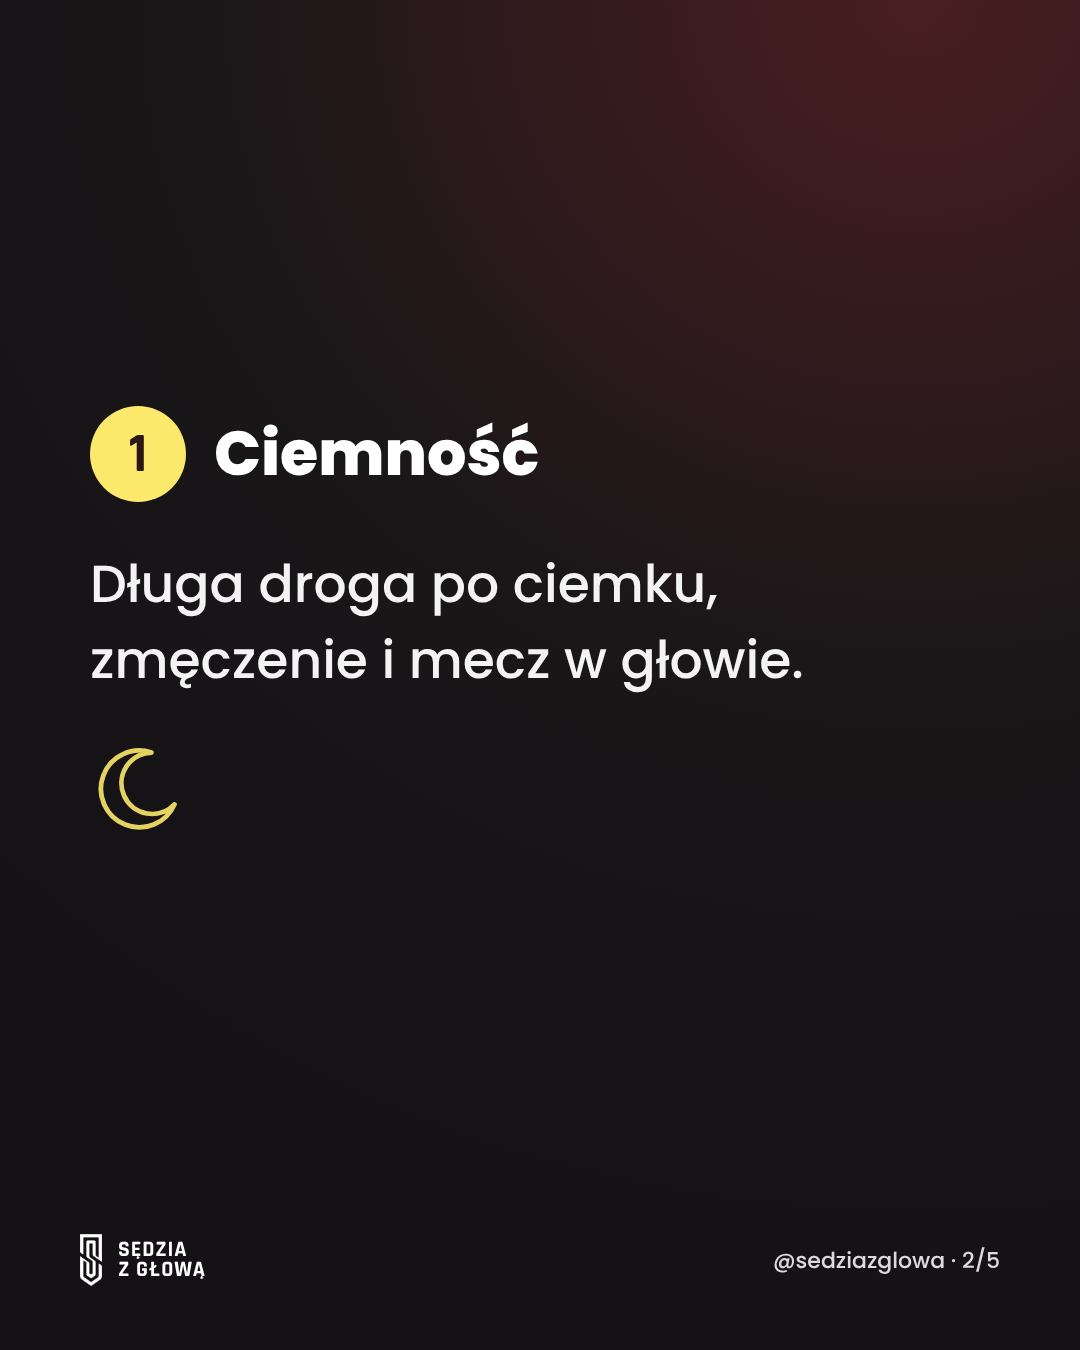 1 Ciemność
Długa droga po ciemku,
zmęczenie i mecz w głowie.
SĘDZIA
Z GŁOWĄ
@sedziazglowa · 2/5